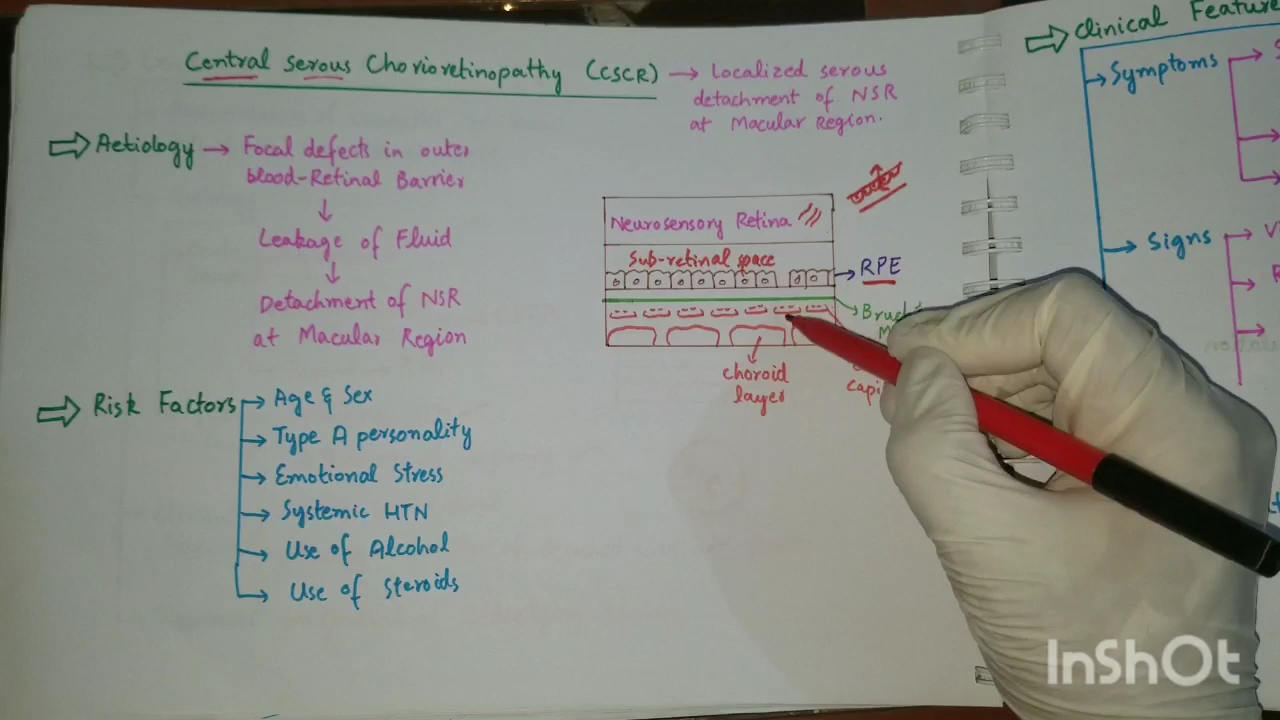 Central serous Chorioretinopathy (CSCR) → Localized serous
detachment of NSR
at Macular Region.
⇒ Aetiology → Focal defects in outer
blood-Retinal Barrier
↓
Leakage of Fluid
↓
Detachment of NSR
at Macular Region
Neurosensory Retina
Sub-retinal space
→ RPE
choroid
layer
⇒ Risk Factors → Age & Sex
→ Type A personality
→ Emotional Stress
→ Systemic HTN
→ Use of Alcohol
→ Use of Steroids
⇒ Clinical Feature
→ Symptoms
→ Signs
InShOt